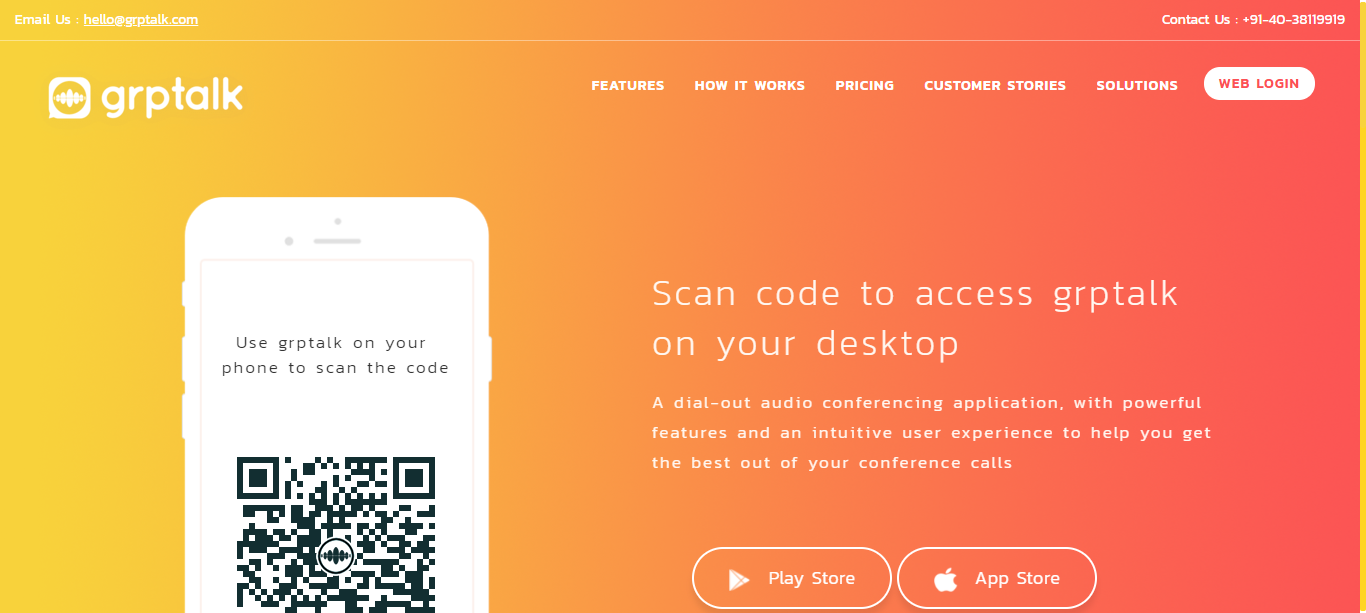 Email Us : hello@grptalk.com
Contact Us : +91-40-38119919
grptalk
FEATURES
HOW IT WORKS
PRICING
CUSTOMER STORIES
SOLUTIONS
WEB LOGIN
Use grptalk on your
phone to scan the code
Scan code to access grptalk
on your desktop
A dial-out audio conferencing application, with powerful
features and an intuitive user experience to help you get
the best out of your conference calls
Play Store
App Store